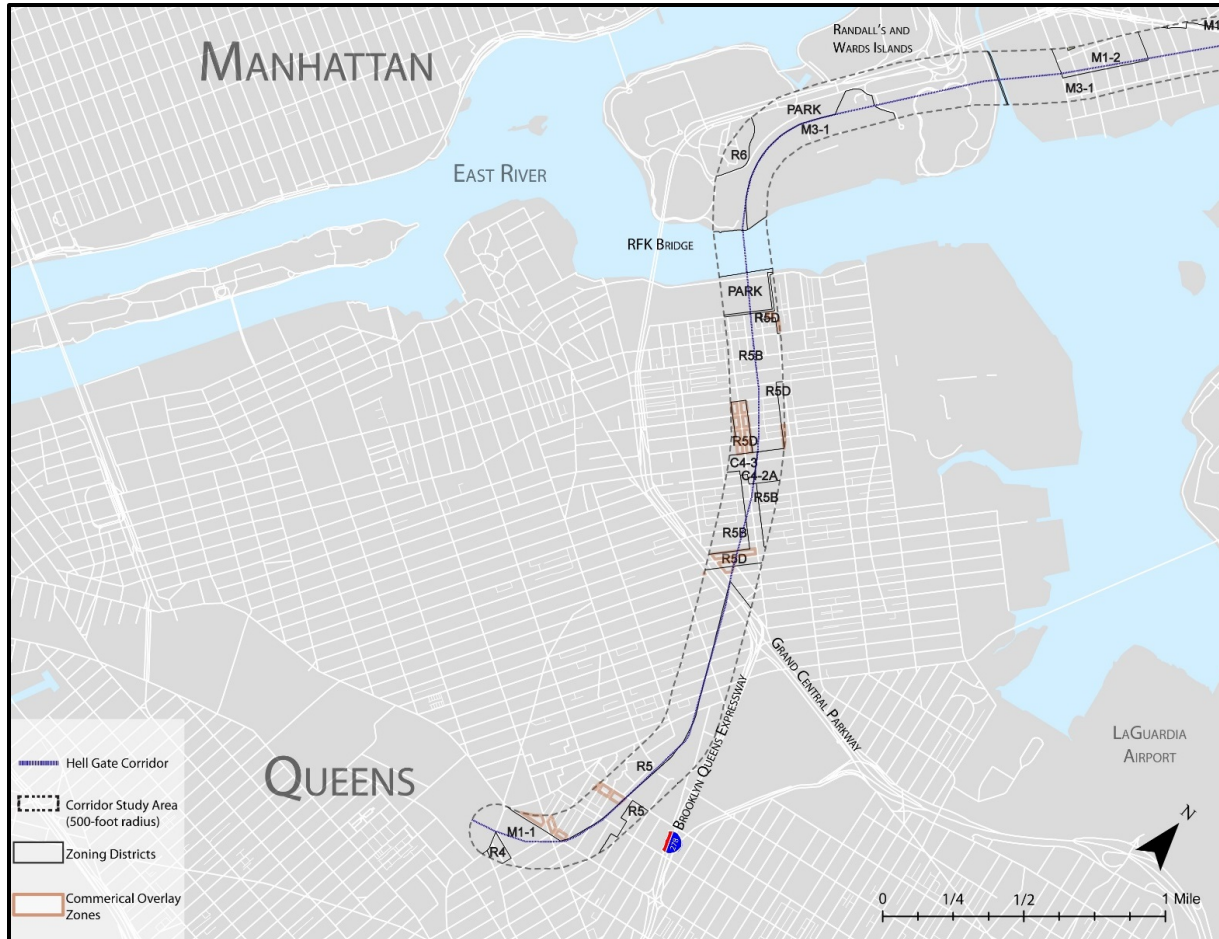 MANHATTAN
RANDALL'S AND
WARDS ISLANDS
M1
M1-2
M3-1
PARK
M3-1
R6
EAST RIVER
RFK BRIDGE
PARK
R5D
R5B
R5D
R5D
C4-3
C4-2A
R5B
R5B
R5D
GRAND CENTRAL PARKWAY
BROOKLYN QUEENS EXPRESSWAY
278
LAGUARDIA
AIRPORT
QUEENS
R5
R5
M1-1
R4
N
Hell Gate Corridor
Corridor Study Area
(500-foot radius)
Zoning Districts
Commerical Overlay
Zones
0 1/4 1/2 1 Mile